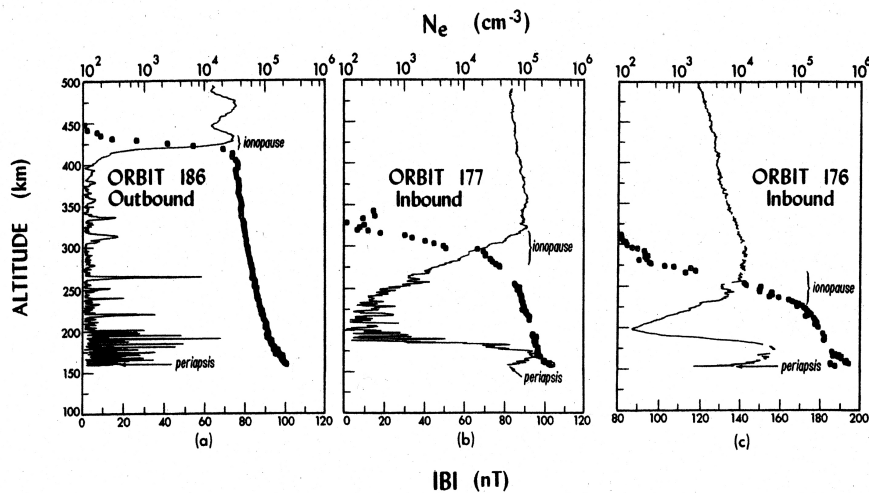 Ne (cm-3)
10² 10³ 10⁴ 10⁵ 10⁶ 10² 10³ 10⁴ 10⁵ 10⁶ 10² 10³ 10⁴ 10⁵ 10⁶
500
450
400
350
300
250
200
150
100
ALTITUDE (km)
ionopause
ORBIT 186
Outbound
periapsis
ORBIT 177
Inbound
ionopause
periapsis
ORBIT 176
Inbound
ionopause
periapsis
0 20 40 60 80 100 120 0 20 40 60 80 100 120 80 100 120 140 160 180 200
(a) (b) (c)
|B| (nT)